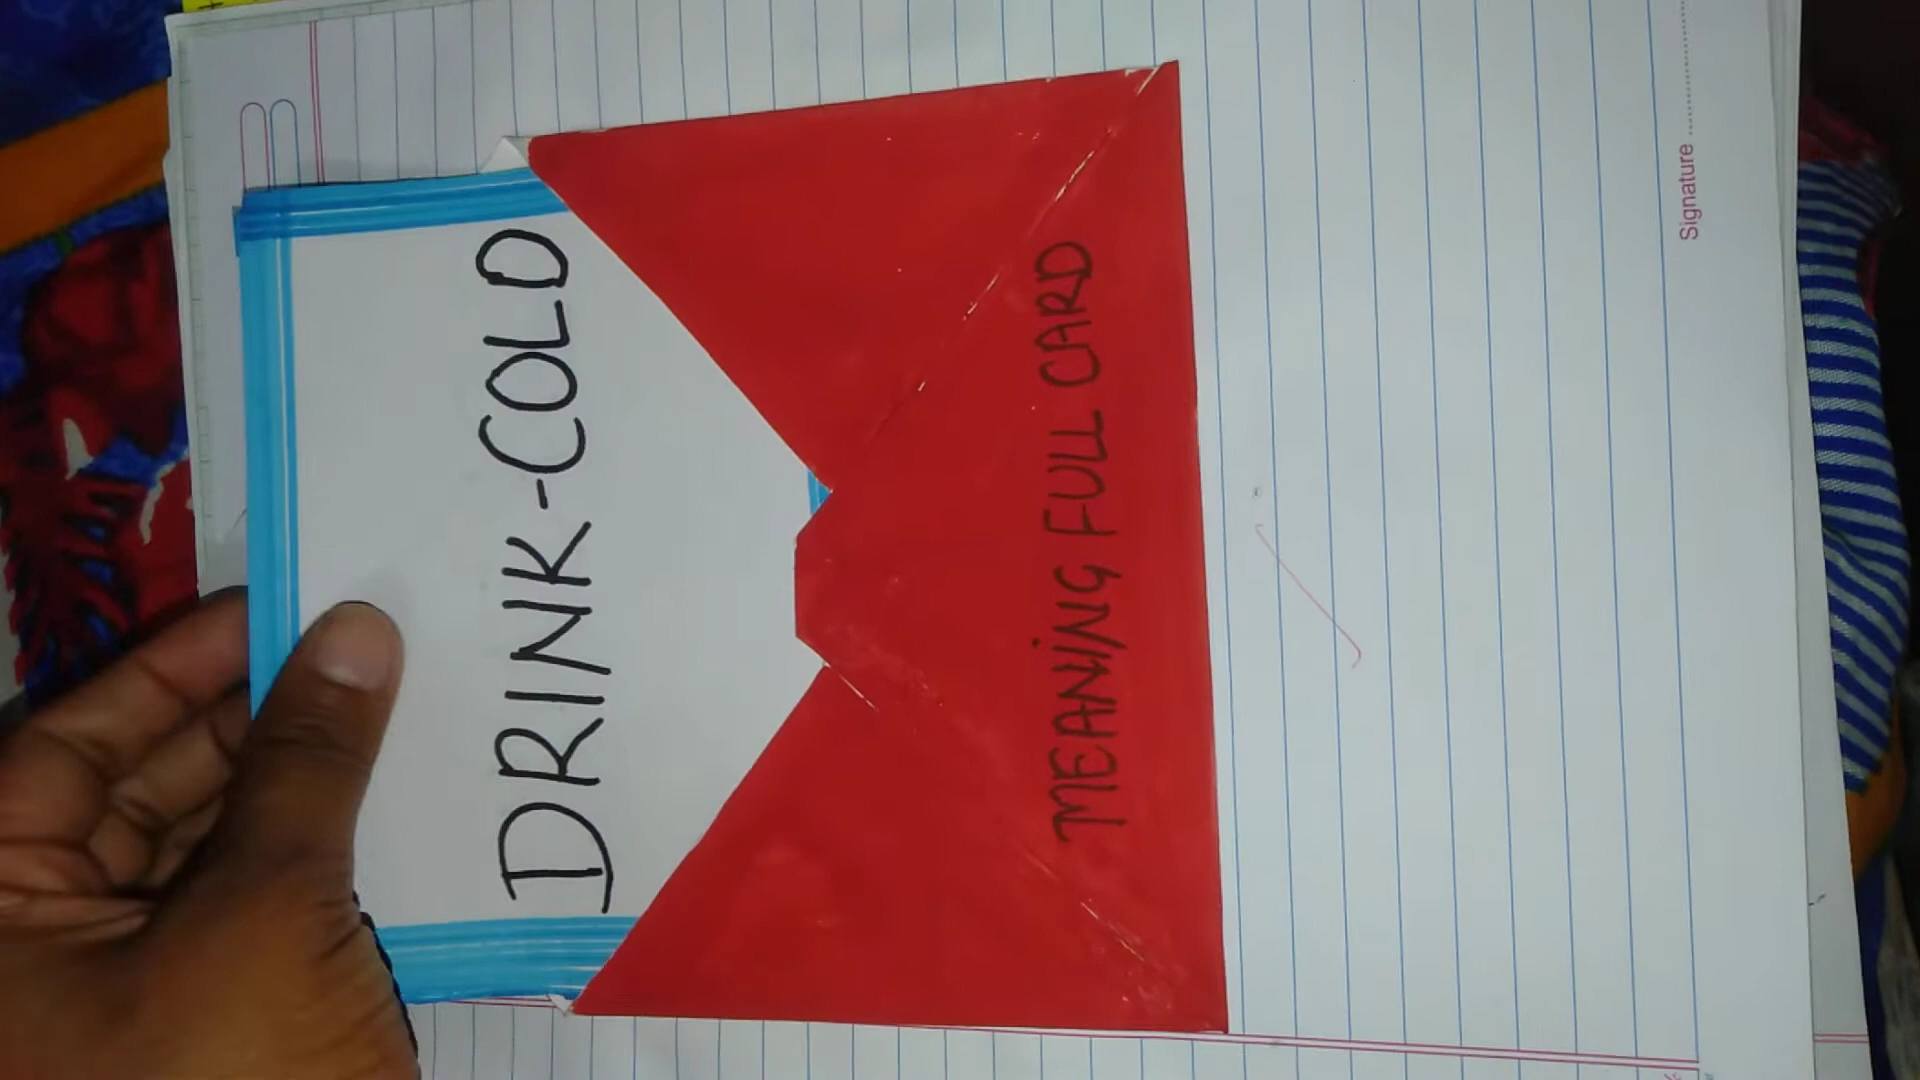 DRINK-COLD
MEANiNG FULL CARD
Signature ..............